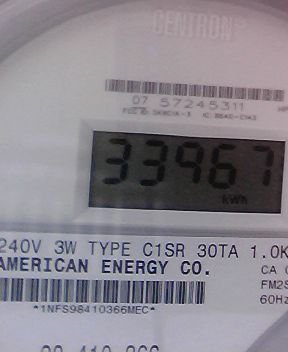 CENTRON
07 57245311
33967
kWh
240V 3W TYPE C1SR 30TA 1.0K
AMERICAN ENERGY CO.
CA
FM2S
60Hz
*1NFS98410366MEC*